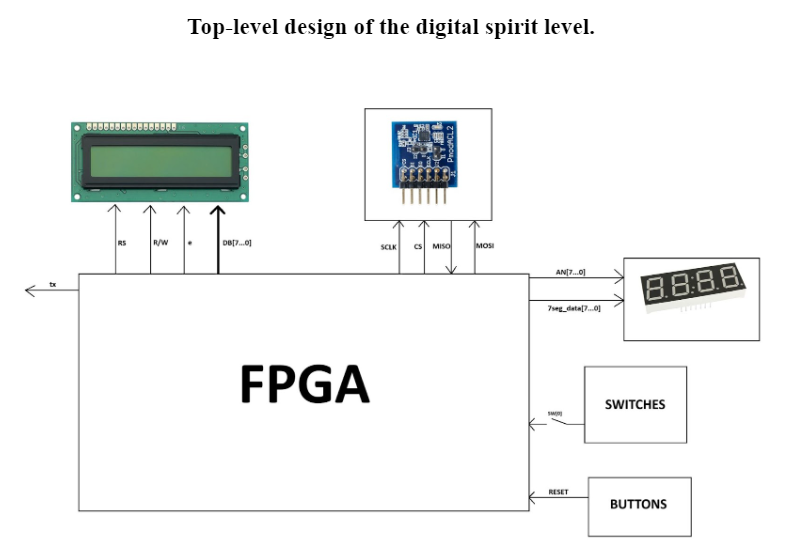 Top-level design of the digital spirit level.
PmodACL2
J1
RS
R/W
e
DB[7...0]
SCLK
CS
MISO
MOSI
tx
AN[7...0]
7seg_data[7...0]
FPGA
SW[0]
SWITCHES
RESET
BUTTONS